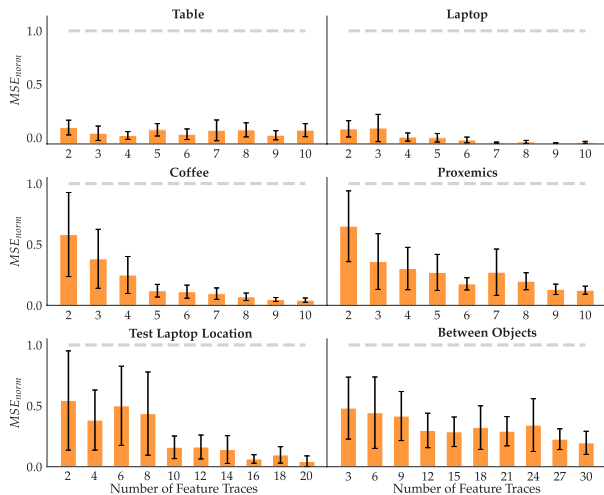 Table
Laptop
MSE_norm
1.0
0.5
0.0
2 3 4 5 6 7 8 9 10
2 3 4 5 6 7 8 9 10
Coffee
Proxemics
MSE_norm
1.0
0.5
0.0
2 3 4 5 6 7 8 9 10
2 3 4 5 6 7 8 9 10
Test Laptop Location
Between Objects
MSE_norm
1.0
0.5
0.0
2 4 6 8 10 12 14 16 18 20
3 6 9 12 15 18 21 24 27 30
Number of Feature Traces
Number of Feature Traces